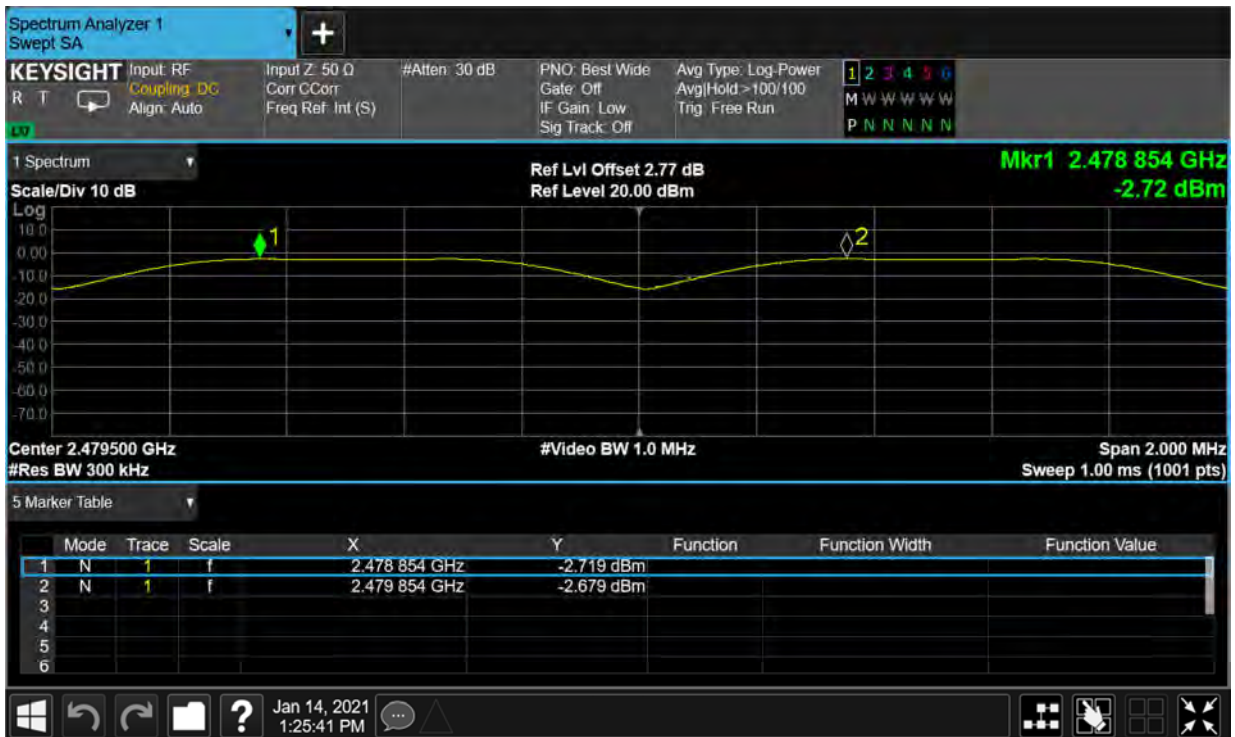 Spectrum Analyzer 1
Swept SA
+
KEYSIGHT Input: RF Input Z: 50 Ω #Atten: 30 dB PNO: Best Wide Avg Type: Log-Power 1 2 3 4 5 6
R T Coupling: DC Corr CCorr Gate: Off Avg|Hold:>100/100 M W W W W W
Align: Auto Freq Ref: Int (S) IF Gain: Low Trig: Free Run
LXI Sig Track: Off P N N N N N
1 Spectrum Ref Lvl Offset 2.77 dB Mkr1 2.478 854 GHz
Scale/Div 10 dB Ref Level 20.00 dBm -2.72 dBm
Log
10.0
1 2
0.00
-10.0
-20.0
-30.0
-40.0
-50.0
-60.0
-70.0
Center 2.479500 GHz #Video BW 1.0 MHz Span 2.000 MHz
#Res BW 300 kHz Sweep 1.00 ms (1001 pts)
5 Marker Table
Mode Trace Scale X Y Function Function Width Function Value
1 N 1 f 2.478 854 GHz -2.719 dBm
2 N 1 f 2.479 854 GHz -2.679 dBm
3
4
5
6
? Jan 14, 2021
1:25:41 PM